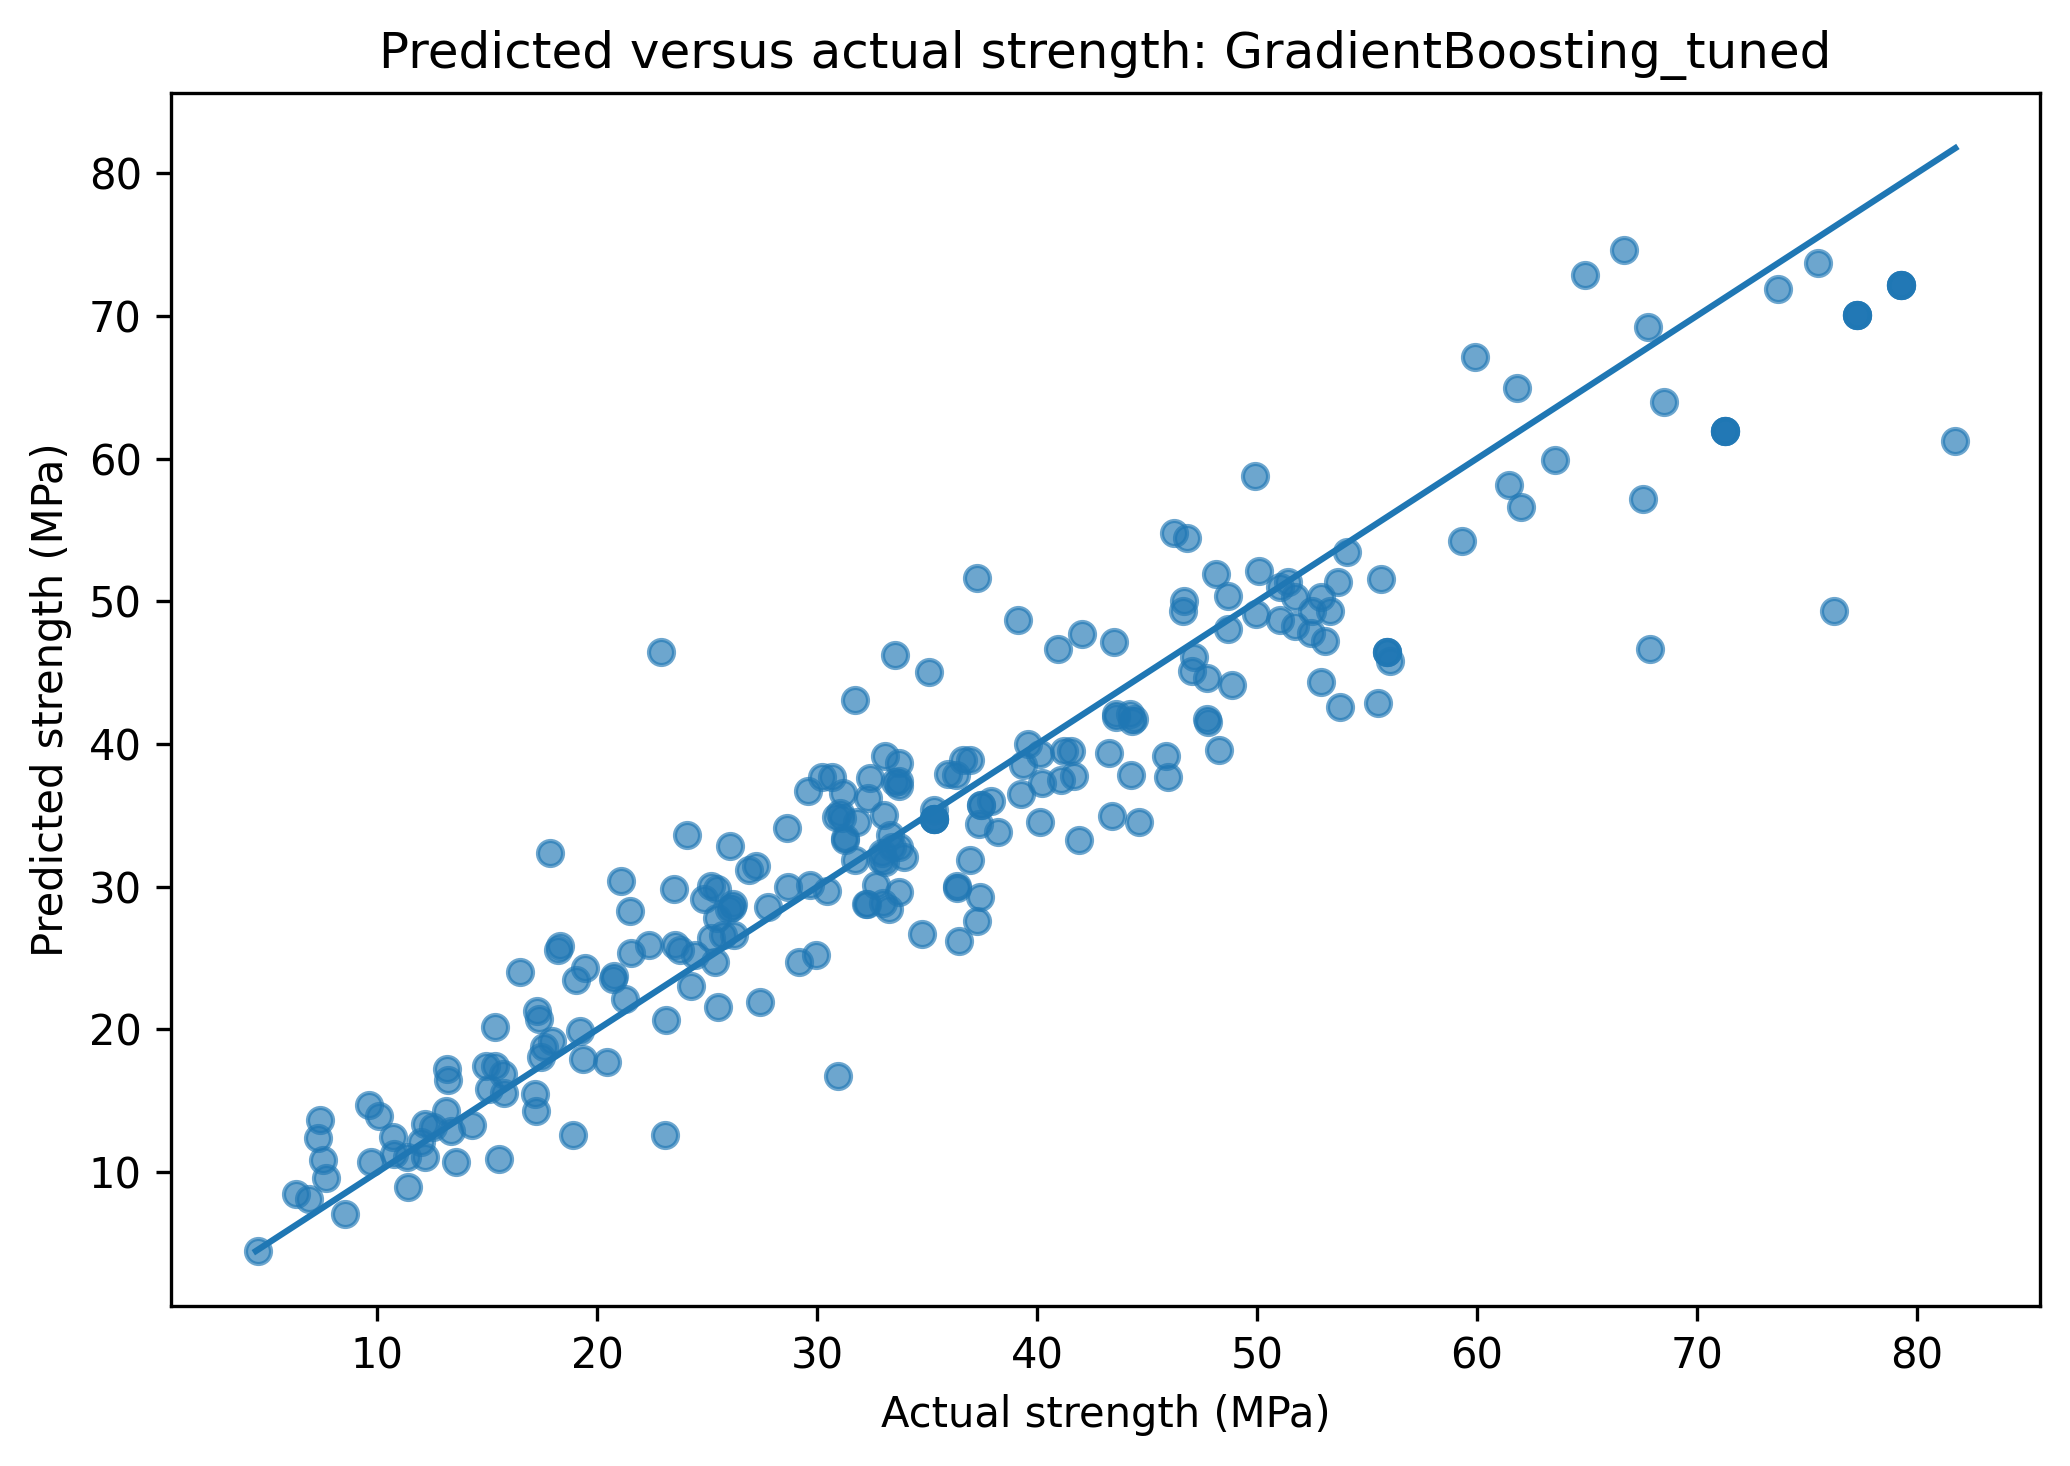 Predicted versus actual strength: GradientBoosting_tuned
80
70
60
50
40
30
20
10
Predicted strength (MPa)
10 20 30 40 50 60 70 80
Actual strength (MPa)